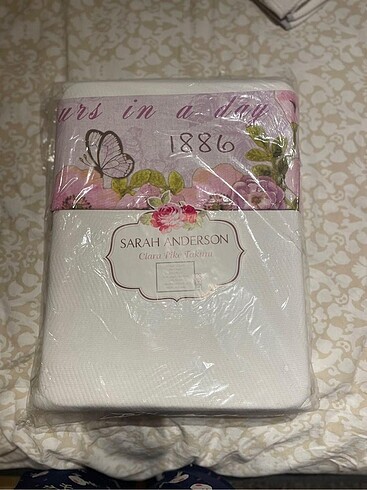 urs in a day
1886
SARAH ANDERSON
Clara Pike Takımı